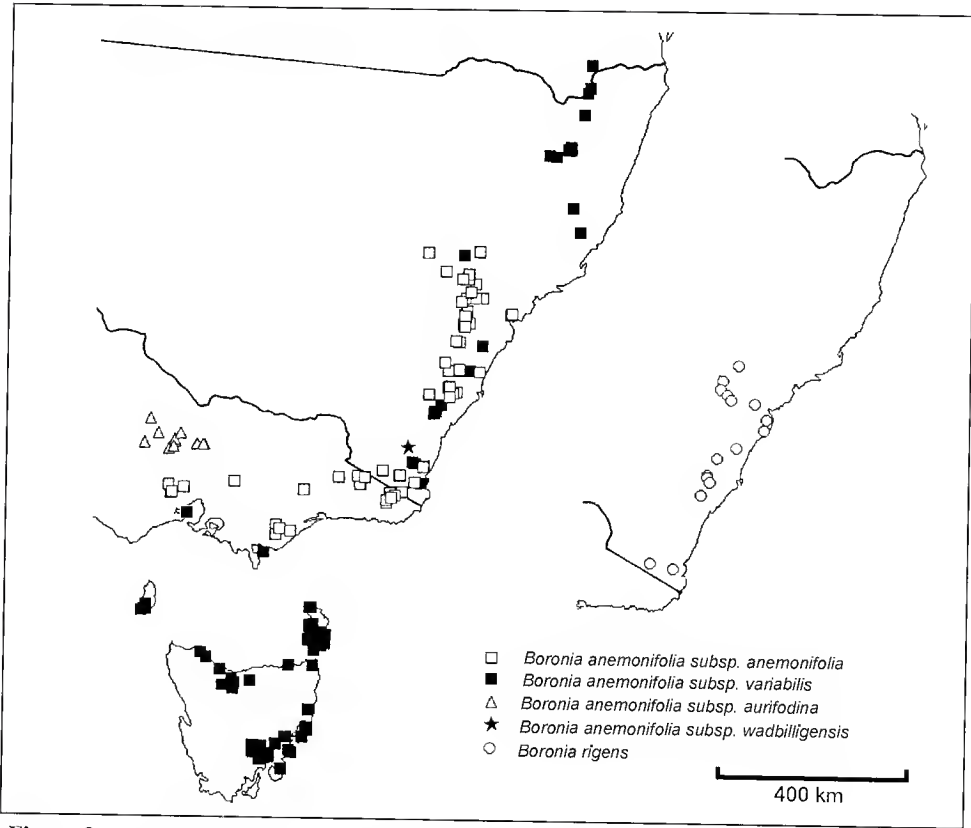 Boronia anemonifolia subsp. anemonifolia
Boronia anemonifolia subsp. variabilis
Boronia anemonifolia subsp. aurifodina
Boronia anemonifolia subsp. wadbilligensis
Boronia rigens
400 km